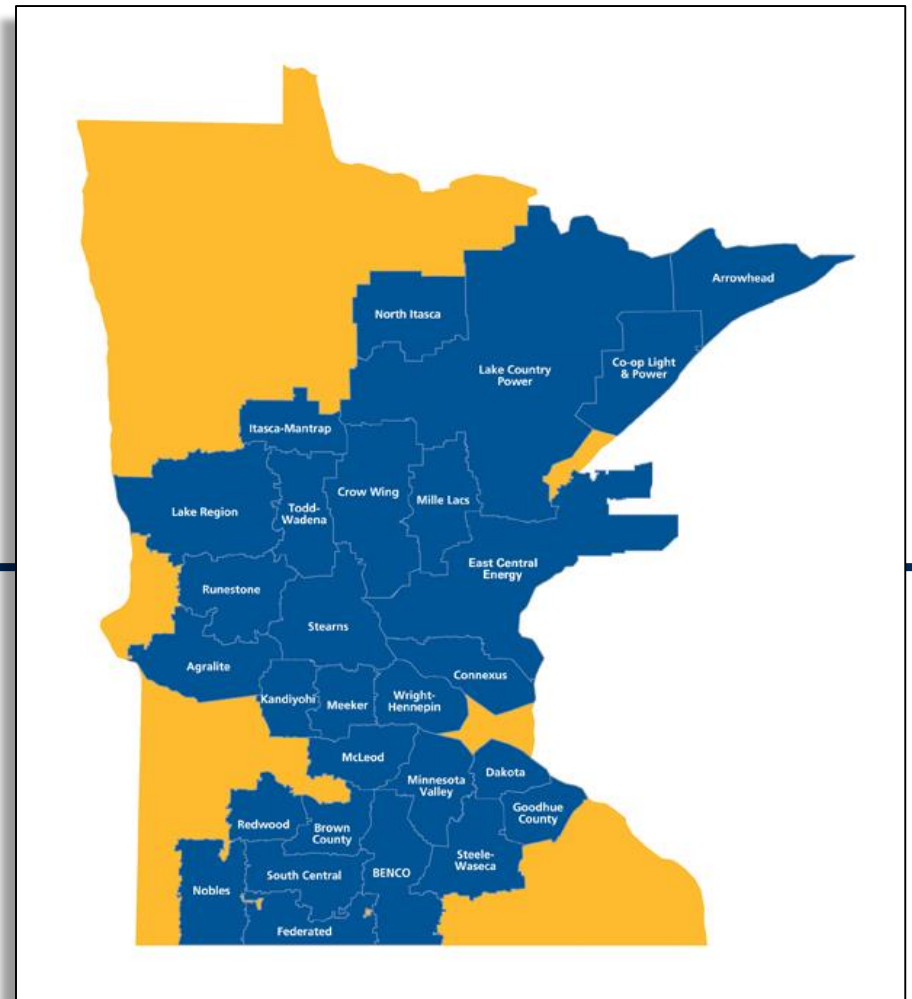 Arrowhead
North Itasca
Co-op Light
& Power
Lake Country
Power
Itasca-Mantrap
Crow Wing
Mille Lacs
Lake Region
Todd-
Wadena
East Central
Energy
Runestone
Stearns
Agralite
Connexus
Kandiyohi
Meeker
Wright-
Hennepin
McLeod
Minnesota
Valley
Dakota
Goodhue
County
Redwood
Brown
County
Steele-
Waseca
South Central
BENCO
Nobles
Federated